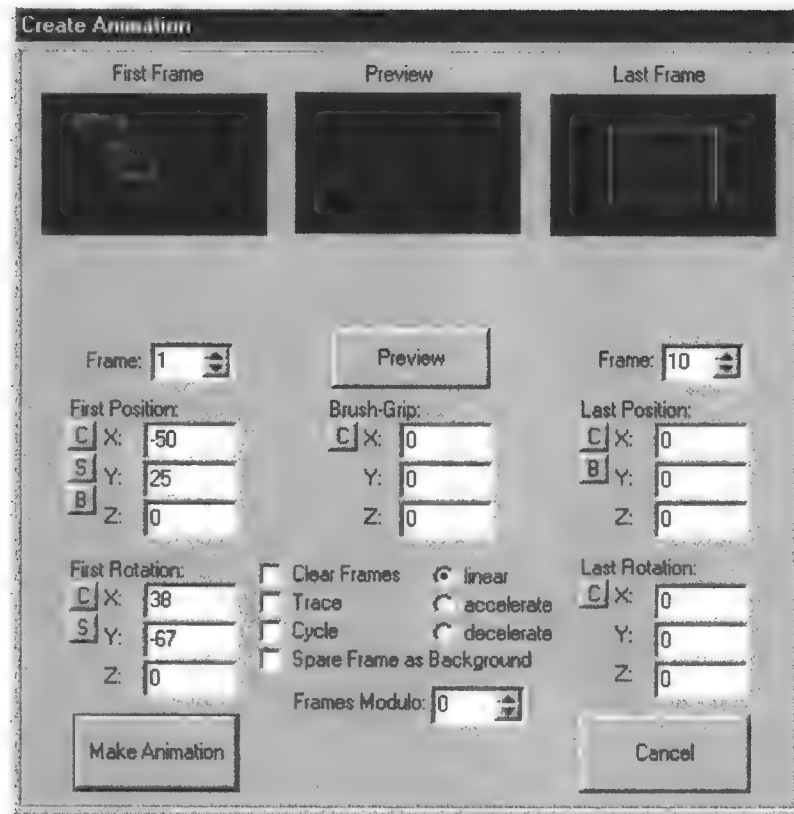 Create Animation
First Frame Preview Last Frame
Frame: 1 Preview Frame: 10
First Position: Brush-Grip: Last Position:
C X: -50 C X: 0 C X: 0
S Y: 25 Y: 0 B Y: 0
B Z: 0 Z: 0 Z: 0
First Rotation: Clear Frames linear Last Rotation:
C X: 38 Trace accelerate C X: 0
S Y: -67 Cycle decelerate Y: 0
Z: 0 Spare Frame as Background Z: 0
Frames Modulo: 0
Make Animation Cancel